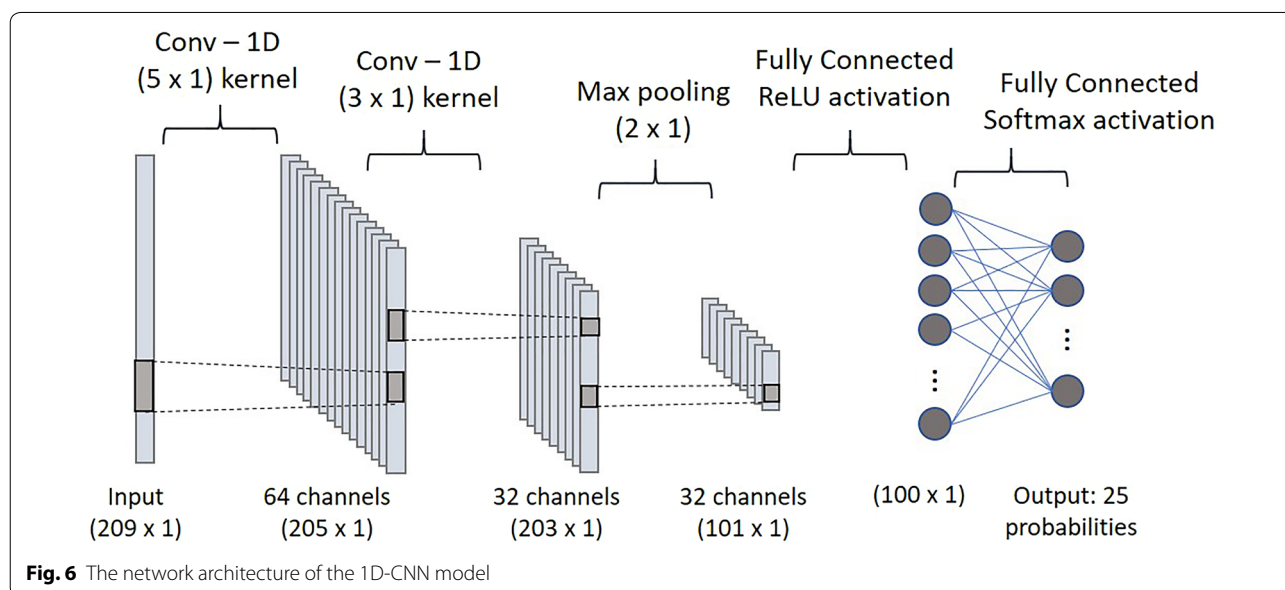 Conv – 1D
(5 x 1) kernel
Conv – 1D
(3 x 1) kernel
Max pooling
(2 x 1)
Fully Connected
ReLU activation
Fully Connected
Softmax activation
Input
(209 x 1)
64 channels
(205 x 1)
32 channels
(203 x 1)
32 channels
(101 x 1)
(100 x 1)
Output: 25
probabilities
Fig. 6 The network architecture of the 1D-CNN model